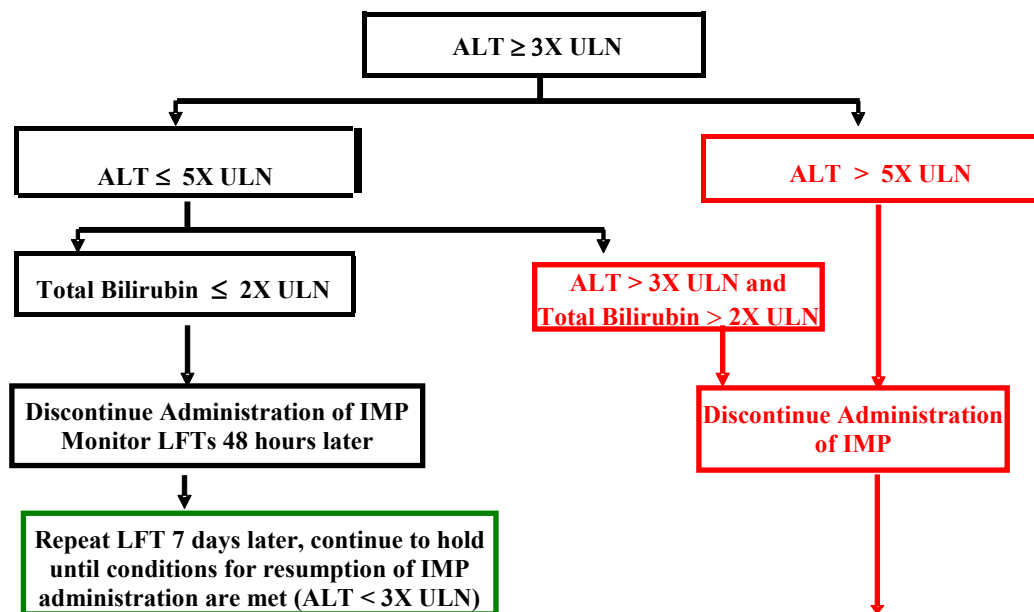 ALT ≥ 3X ULN
ALT ≤ 5X ULN
ALT > 5X ULN
Total Bilirubin ≤ 2X ULN
ALT > 3X ULN and
Total Bilirubin > 2X ULN
Discontinue Administration of IMP
Monitor LFTs 48 hours later
Discontinue Administration
of IMP
Repeat LFT 7 days later, continue to hold
until conditions for resumption of IMP
administration are met (ALT < 3X ULN)